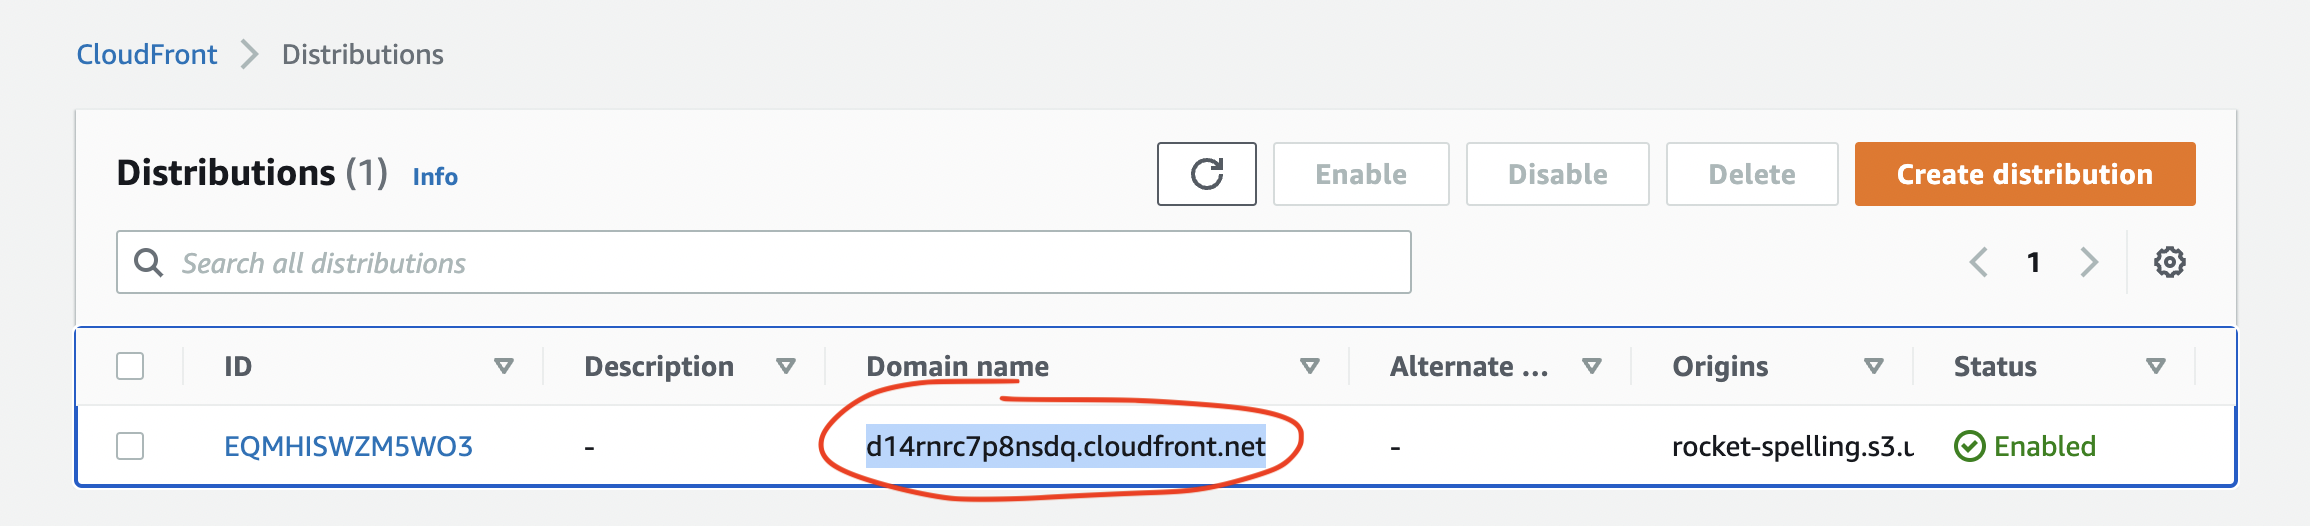 CloudFront Distributions
Distributions (1) Info Enable Disable Delete Create distribution
Search all distributions 1
ID Description Domain name Alternate ... Origins Status
EQMHISWZM5WO3 - d14rnrc7p8nsdq.cloudfront.net - rocket-spelling.s3.u Enabled